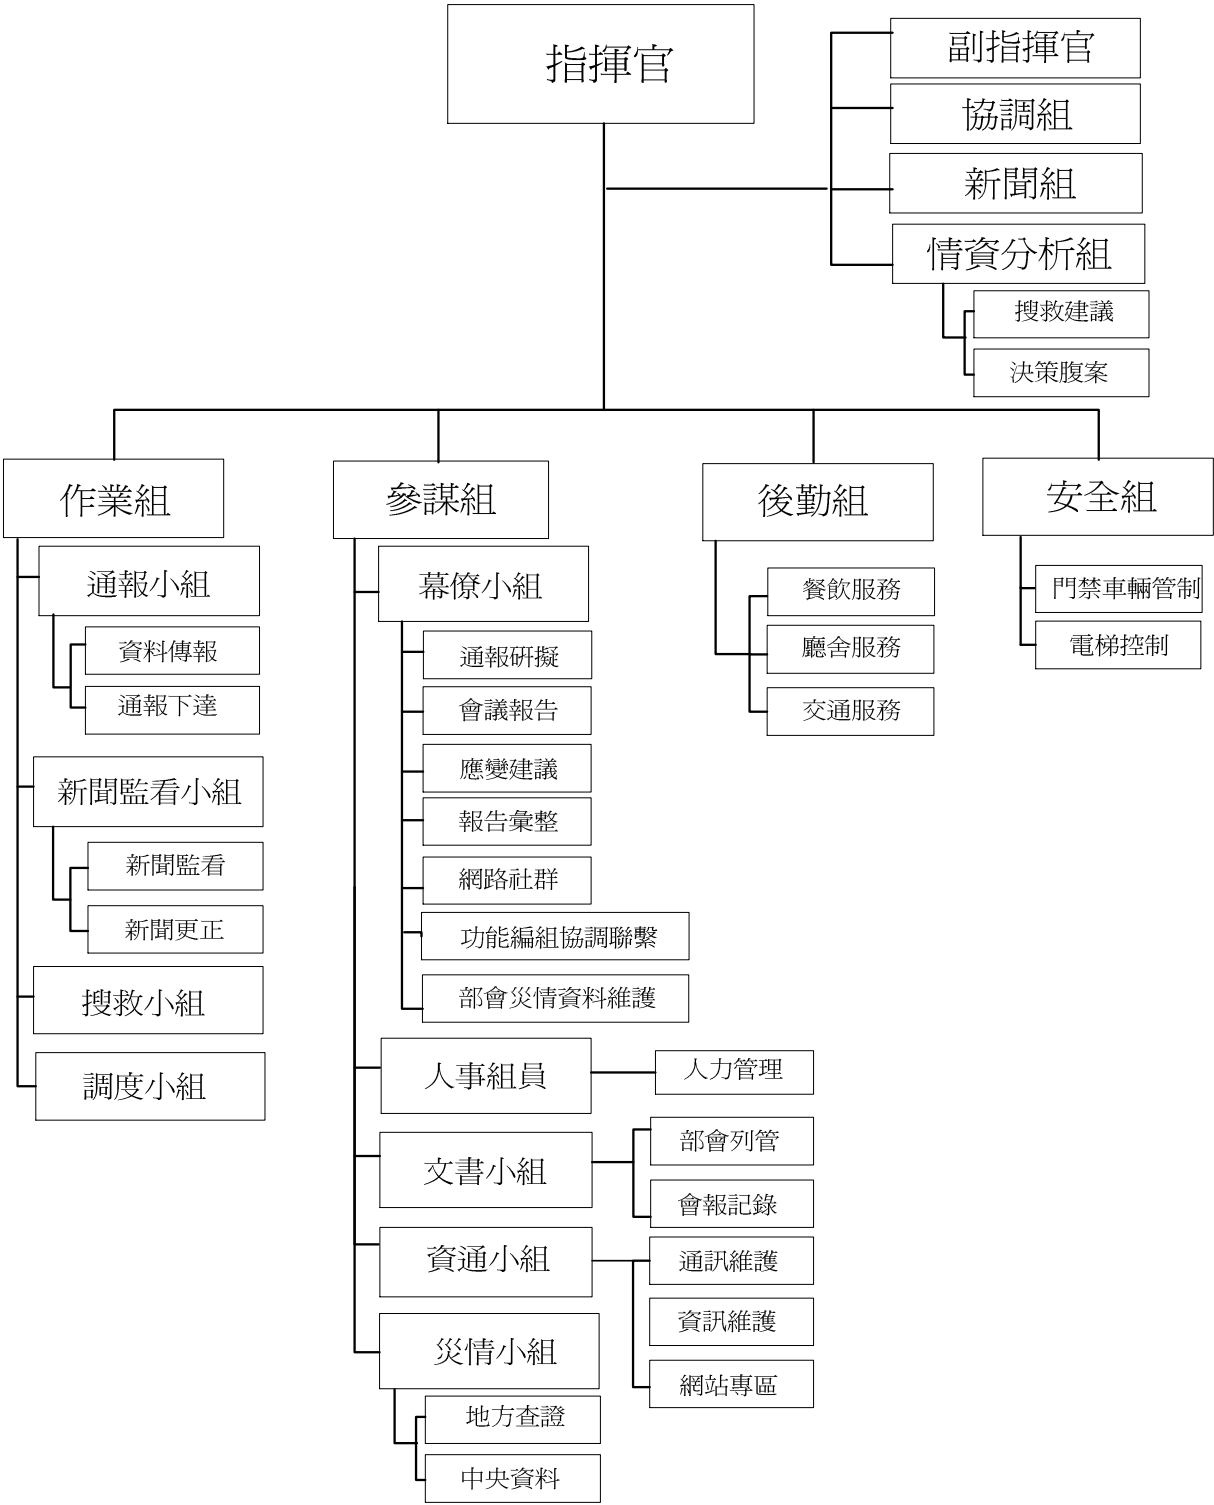 指揮官
副指揮官
協調組
新聞組
情資分析組
搜救建議
決策腹案
作業組
通報小組
資料傳報
通報下達
新聞監看小組
新聞監看
新聞更正
搜救小組
調度小組
參謀組
幕僚小組
通報研擬
會議報告
應變建議
報告彙整
網路社群
功能編組協調聯繫
部會災情資料維護
人事組員
人力管理
文書小組
部會列管
會報記錄
資通小組
通訊維護
資訊維護
網站專區
災情小組
地方查證
中央資料
後勤組
餐飲服務
廳舍服務
交通服務
安全組
門禁車輛管制
電梯控制